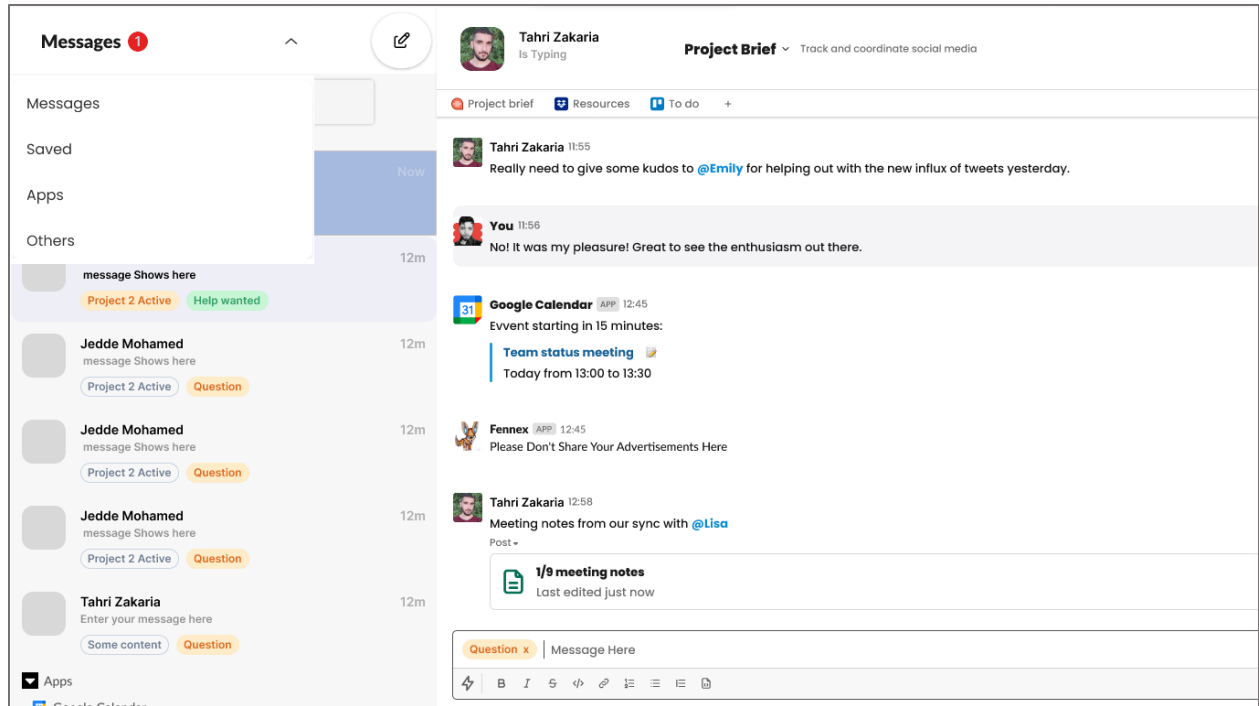 Messages 1
Messages
Saved
Apps
Others
Now
12m
message Shows here
Project 2 Active Help wanted
Jedde Mohamed 12m
message Shows here
Project 2 Active Question
Jedde Mohamed 12m
message Shows here
Project 2 Active Question
Jedde Mohamed 12m
message Shows here
Project 2 Active Question
Tahri Zakaria 12m
Enter your message here
Some content Question
Apps
Google Calendar
Tahri Zakaria
Is Typing
Project Brief Track and coordinate social media
Project brief Resources To do +
Tahri Zakaria 11:55
Really need to give some kudos to @Emily for helping out with the new influx of tweets yesterday.
You 11:56
No! It was my pleasure! Great to see the enthusiasm out there.
31
Google Calendar APP 12:45
Evvent starting in 15 minutes:
Team status meeting
Today from 13:00 to 13:30
Fennex APP 12:45
Please Don't Share Your Advertisements Here
Tahri Zakaria 12:58
Meeting notes from our sync with @Lisa
Post
1/9 meeting notes
Last edited just now
Question x Message Here
B I S </>